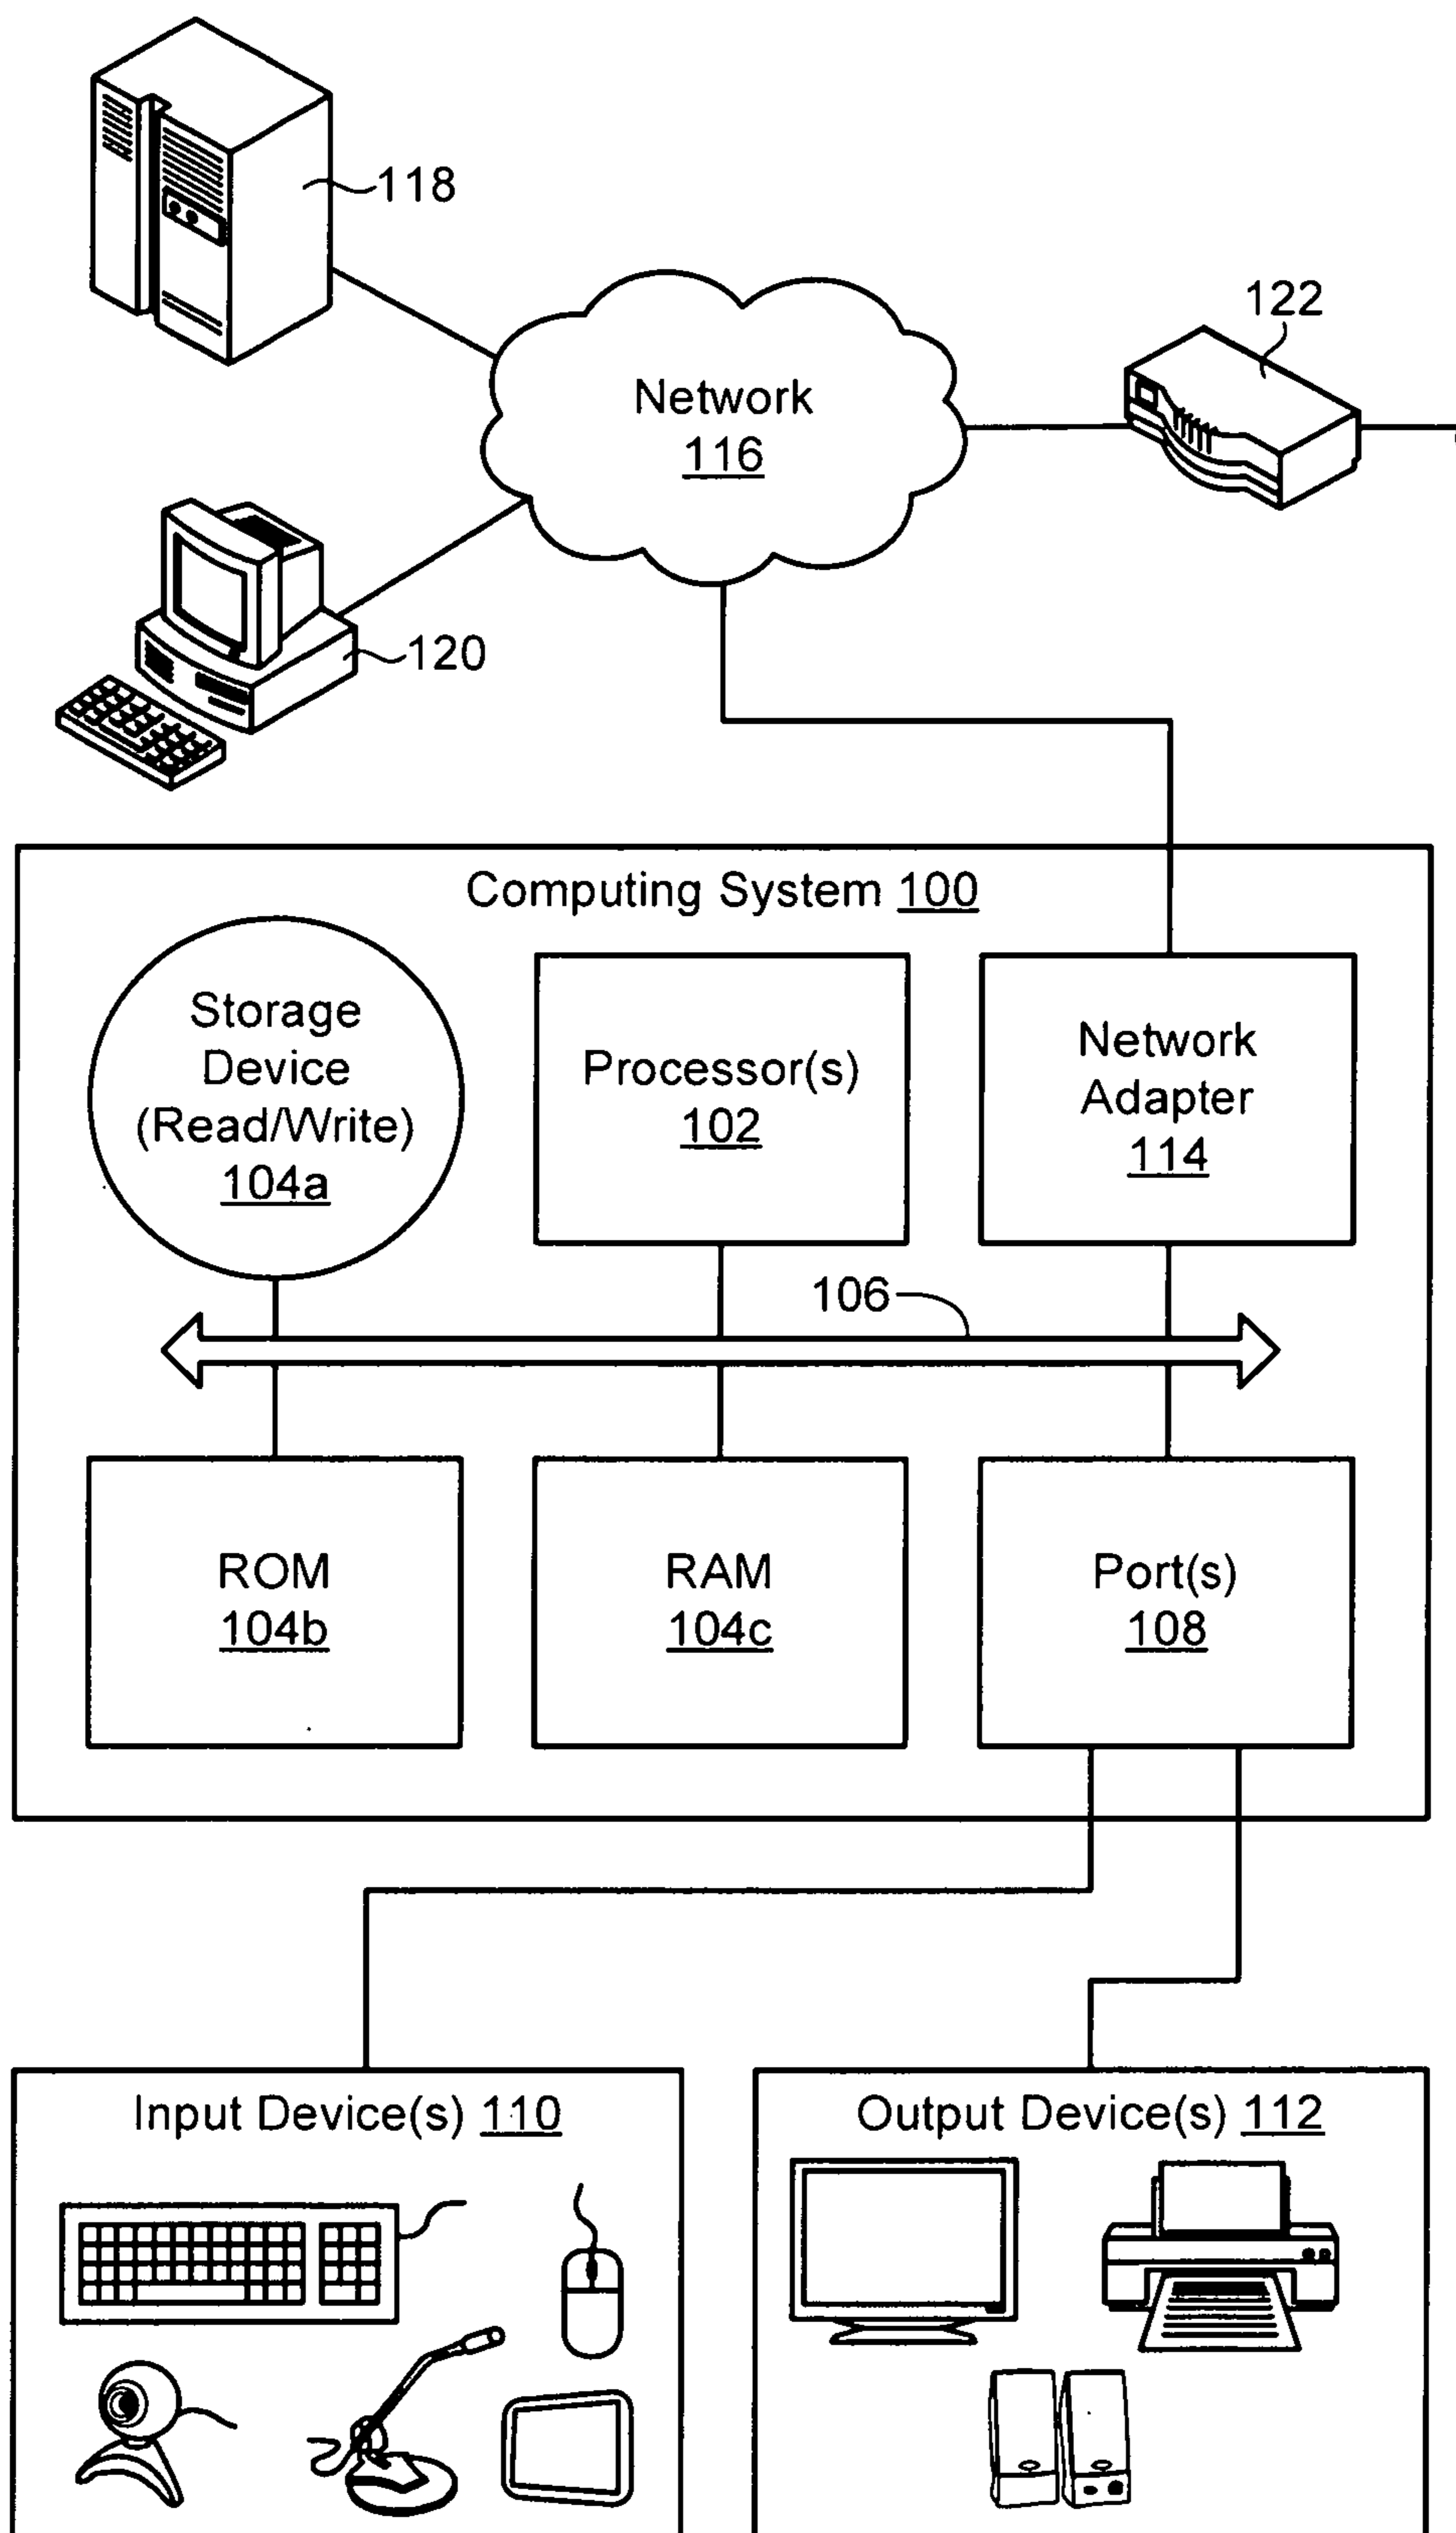 118
122
Network
116
120
Computing System 100
Storage
Device
(Read/Write)
104a
Processor(s)
102
Network
Adapter
114
106
ROM
104b
RAM
104c
Port(s)
108
Input Device(s) 110
Output Device(s) 112